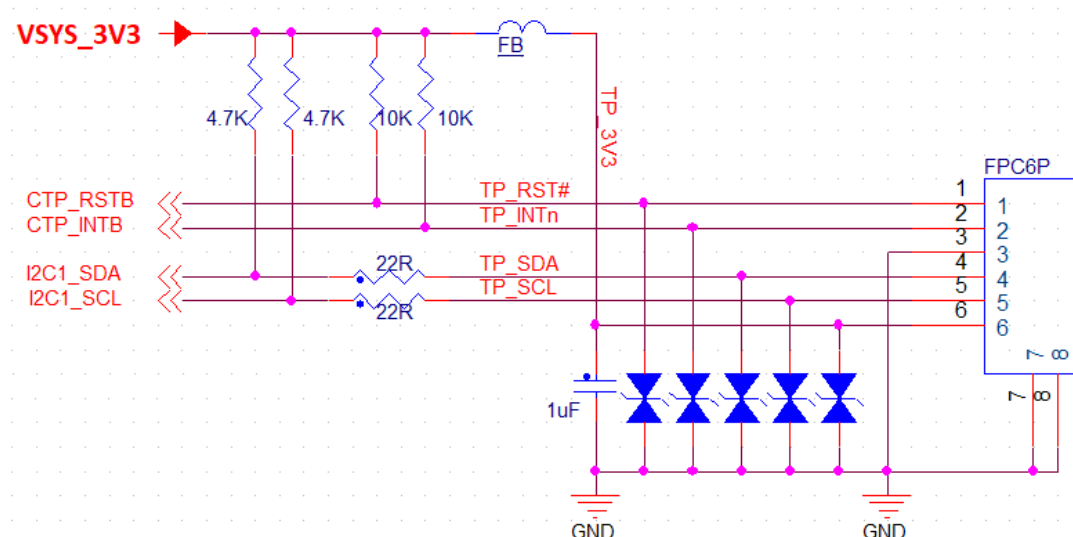 VSYS_3V3
FB
4.7K 4.7K 10K 10K
TP_3V3
FPC6P
CTP_RSTB TP_RST# 1 1
CTP_INTB TP_INTn 2 2
3 3
I2C1_SDA 22R TP_SDA 4 4
I2C1_SCL 22R TP_SCL 5 5
6 6
7 8
7 8
1uF
GND GND